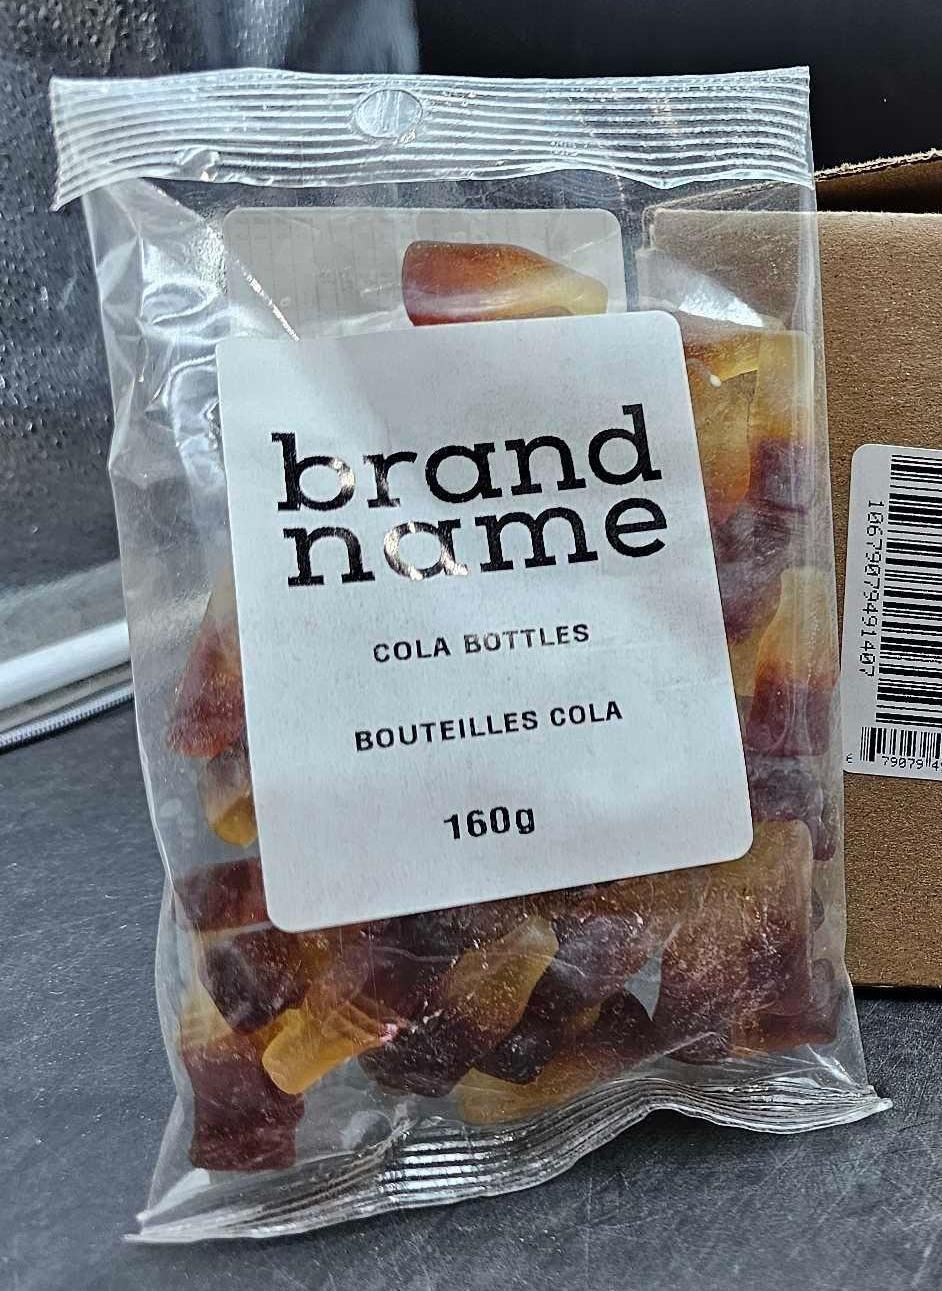 brand
name
COLA BOTTLES
BOUTEILLES COLA
160g
10679079491407